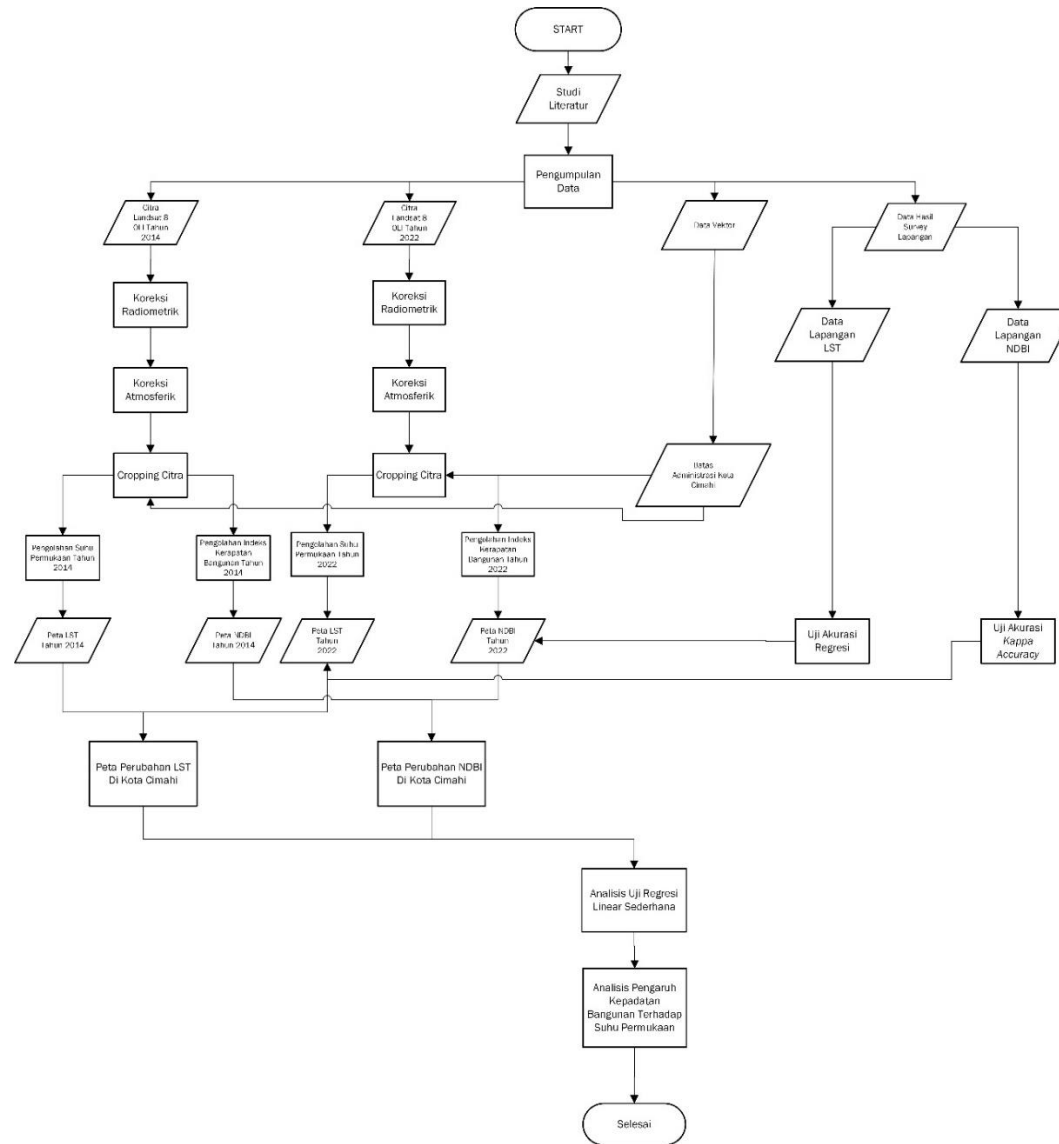 START
Studi
Literatur
Pengumpulan
Data
Citra
Landsat 8
OLI Tahun
2014
Citra
Landsat 8
OLI Tahun
2022
Data Vektor
Data Hasil
Survey
Lapangan
Koreksi
Radiometrik
Koreksi
Radiometrik
Data
Lapangan
LST
Data
Lapangan
NDBI
Koreksi
Atmosferik
Koreksi
Atmosferik
Cropping Citra
Cropping Citra
Batas
Administrasi Kota
Cimahi
Pengolahan Suhu
Permukaan Tahun
2014
Pengolahan Indeks
Kerapatan
Bangunan Tahun
2014
Pengolahan Suhu
Permukaan Tahun
2022
Pengolahan Indeks
Kerapatan
Bangunan Tahun
2022
Peta LST
Tahun 2014
Peta NDBI
Tahun 2014
Peta LST
Tahun
2022
Peta NDBI
Tahun
2022
Uji Akurasi
Regresi
Uji Akurasi
Kappa
Accuracy
Peta Perubahan LST
Di Kota Cimahi
Peta Perubahan NDBI
Di Kota Cimahi
Analisis Uji Regresi
Linear Sederhana
Analisis Pengaruh
Kepadatan
Bangunan Terhadap
Suhu Permukaan
Selesai